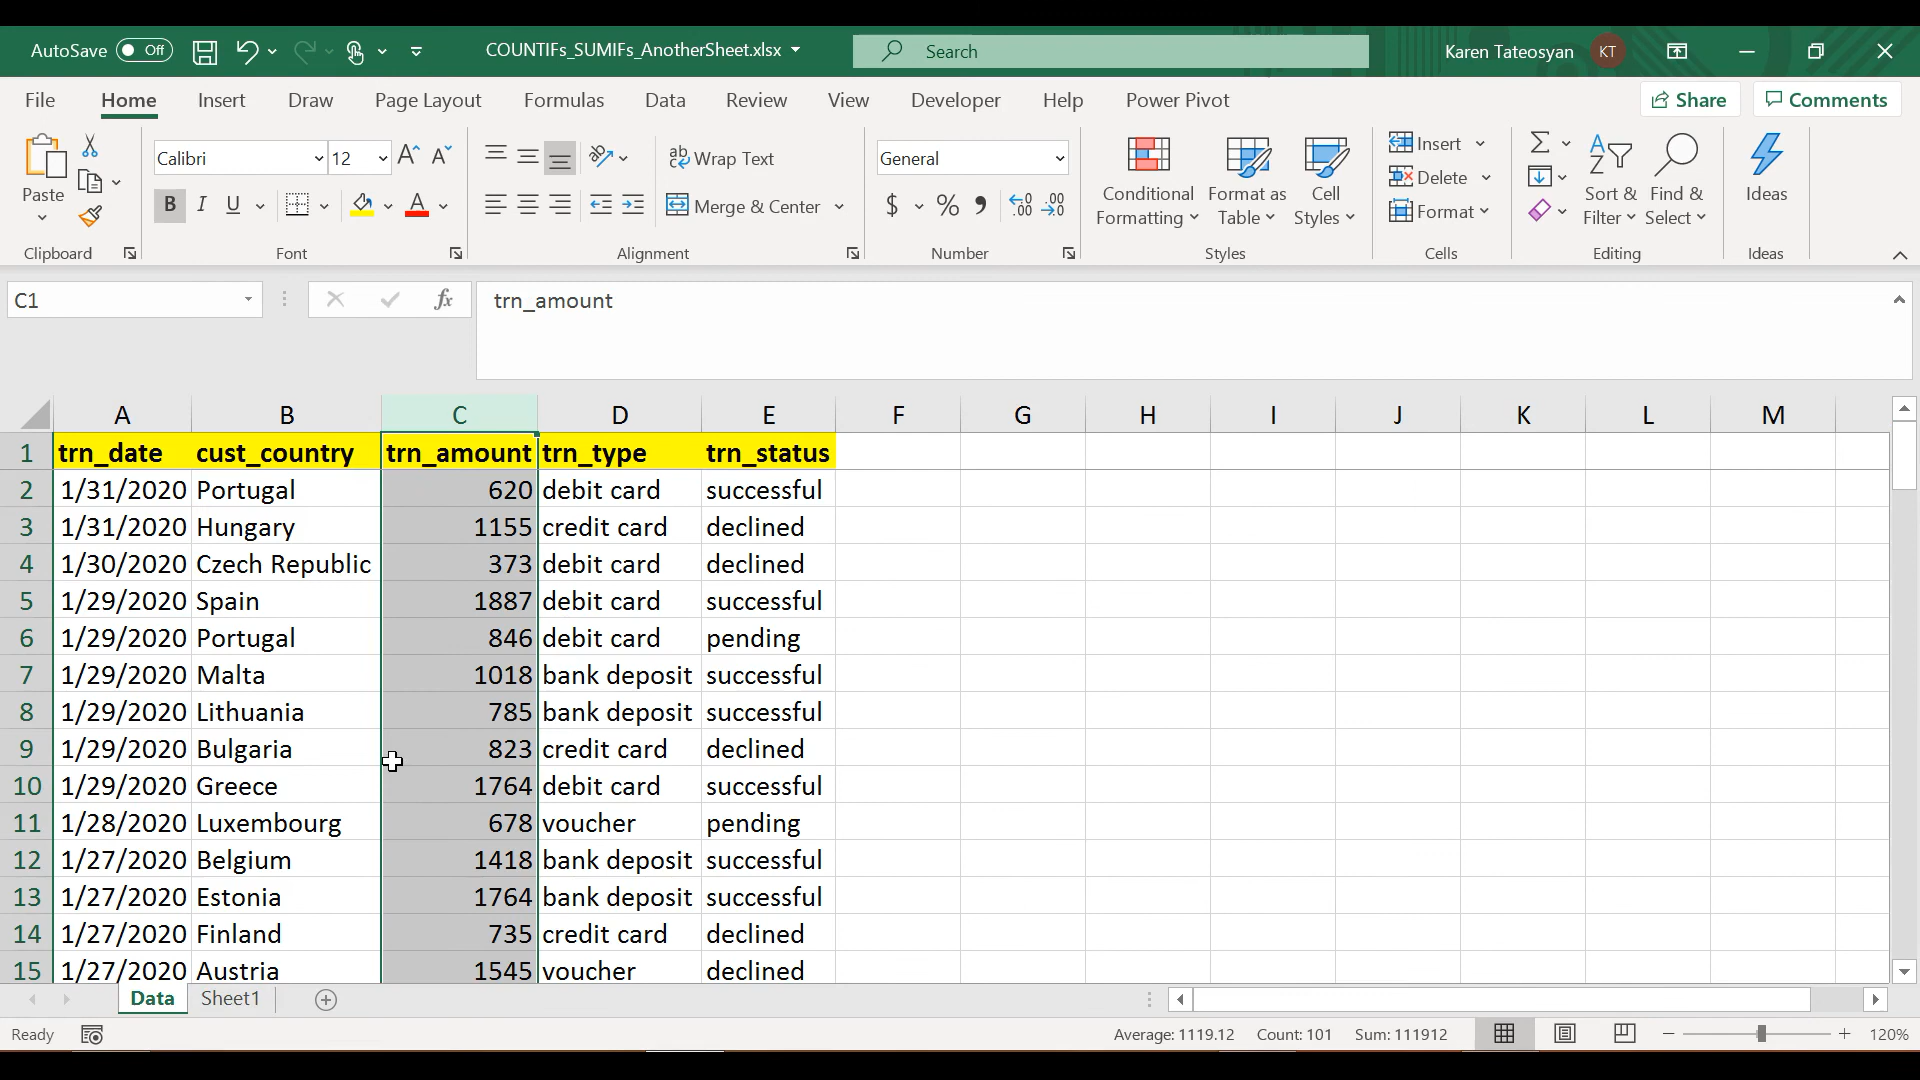 AutoSave Off COUNTIFs_SUMIFs_AnotherSheet.xlsx Search Karen Tateosyan KT
File Home Insert Draw Page Layout Formulas Data Review View Developer Help Power Pivot Share Comments
Paste
Clipboard
Calibri 12
B I U A
Font
ab Wrap Text
Merge & Center
Alignment
General
$ % 9
Number
Conditional Formatting
Format as Table
Cell Styles
Styles
Insert
Delete
Format
Cells
Sort & Filter
Find & Select
Editing
Ideas
Ideas
C1 fx trn_amount
A B C D E F G H I J K L M
1 trn_date cust_country trn_amount trn_type trn_status
2 1/31/2020 Portugal 620 debit card successful
3 1/31/2020 Hungary 1155 credit card declined
4 1/30/2020 Czech Republic 373 debit card declined
5 1/29/2020 Spain 1887 debit card successful
6 1/29/2020 Portugal 846 debit card pending
7 1/29/2020 Malta 1018 bank deposit successful
8 1/29/2020 Lithuania 785 bank deposit successful
9 1/29/2020 Bulgaria 823 credit card declined
10 1/29/2020 Greece 1764 debit card successful
11 1/28/2020 Luxembourg 678 voucher pending
12 1/27/2020 Belgium 1418 bank deposit successful
13 1/27/2020 Estonia 1764 bank deposit successful
14 1/27/2020 Finland 735 credit card declined
15 1/27/2020 Austria 1545 voucher declined
Data Sheet1
Ready Average: 1119.12 Count: 101 Sum: 111912 120%